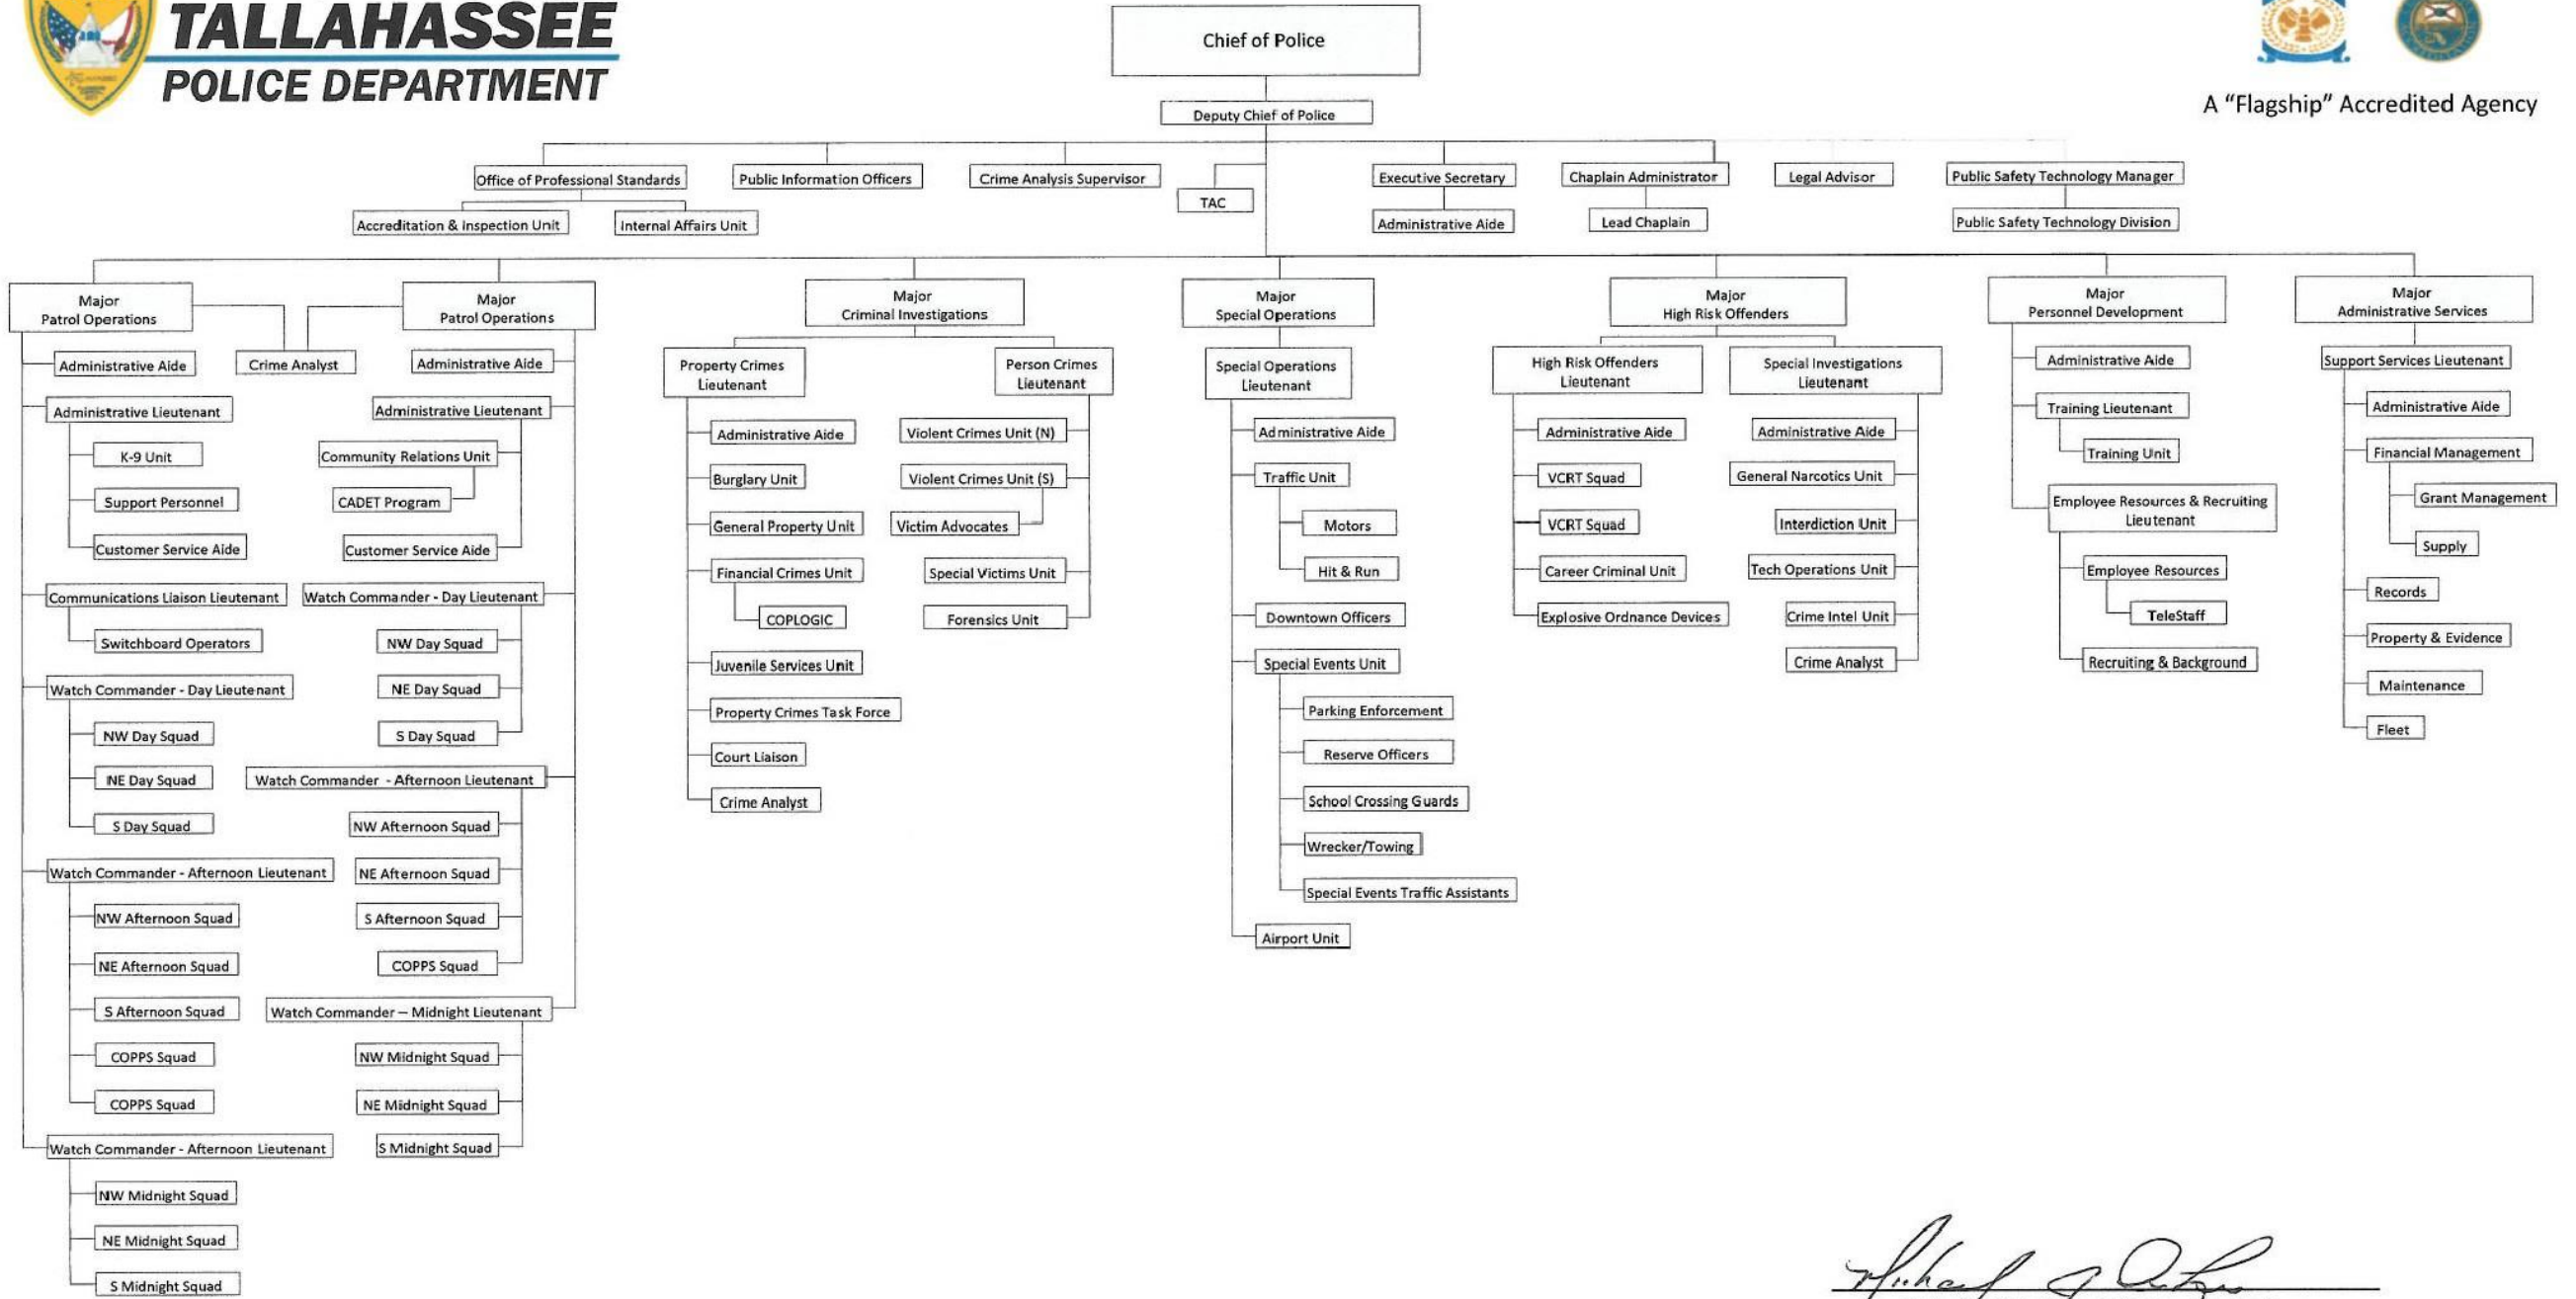 TALLAHASSEE
POLICE DEPARTMENT
A “Flagship” Accredited Agency
Chief of Police
Deputy Chief of Police
Office of Professional Standards
Public Information Officers
Crime Analysis Supervisor
TAC
Executive Secretary
Chaplain Administrator
Legal Advisor
Public Safety Technology Manager
Accreditation & Inspection Unit
Internal Affairs Unit
Administrative Aide
Lead Chaplain
Public Safety Technology Division
Major
Patrol Operations
Administrative Aide
Crime Analyst
Administrative Lieutenant
K-9 Unit
Support Personnel
Customer Service Aide
Communications Liaison Lieutenant
Switchboard Operators
Watch Commander - Day Lieutenant
NW Day Squad
NE Day Squad
S Day Squad
Watch Commander - Afternoon Lieutenant
NW Afternoon Squad
NE Afternoon Squad
S Afternoon Squad
COPPS Squad
COPPS Squad
Watch Commander - Afternoon Lieutenant
NW Midnight Squad
NE Midnight Squad
S Midnight Squad
Major
Patrol Operations
Administrative Aide
Administrative Lieutenant
Community Relations Unit
CADET Program
Customer Service Aide
Watch Commander - Day Lieutenant
NW Day Squad
NE Day Squad
S Day Squad
Watch Commander - Afternoon Lieutenant
NW Afternoon Squad
NE Afternoon Squad
S Afternoon Squad
COPPS Squad
Watch Commander – Midnight Lieutenant
NW Midnight Squad
NE Midnight Squad
S Midnight Squad
Major
Criminal Investigations
Property Crimes
Lieutenant
Administrative Aide
Burglary Unit
General Property Unit
Financial Crimes Unit
COPLOGIC
Juvenile Services Unit
Property Crimes Task Force
Court Liaison
Crime Analyst
Person Crimes
Lieutenant
Violent Crimes Unit (N)
Violent Crimes Unit (S)
Victim Advocates
Special Victims Unit
Forensics Unit
Major
Special Operations
Special Operations
Lieutenant
Administrative Aide
Traffic Unit
Motors
Hit & Run
Downtown Officers
Special Events Unit
Parking Enforcement
Reserve Officers
School Crossing Guards
Wrecker/Towing
Special Events Traffic Assistants
Airport Unit
Major
High Risk Offenders
High Risk Offenders
Lieutenant
Administrative Aide
VCRT Squad
VCRT Squad
Career Criminal Unit
Explosive Ordnance Devices
Special Investigations
Lieutenant
Administrative Aide
General Narcotics Unit
Interdiction Unit
Tech Operations Unit
Crime Intel Unit
Crime Analyst
Major
Personnel Development
Administrative Aide
Training Lieutenant
Training Unit
Employee Resources & Recruiting
Lieutenant
Employee Resources
TeleStaff
Recruiting & Background
Major
Administrative Services
Support Services Lieutenant
Administrative Aide
Financial Management
Grant Management
Supply
Records
Property & Evidence
Maintenance
Fleet